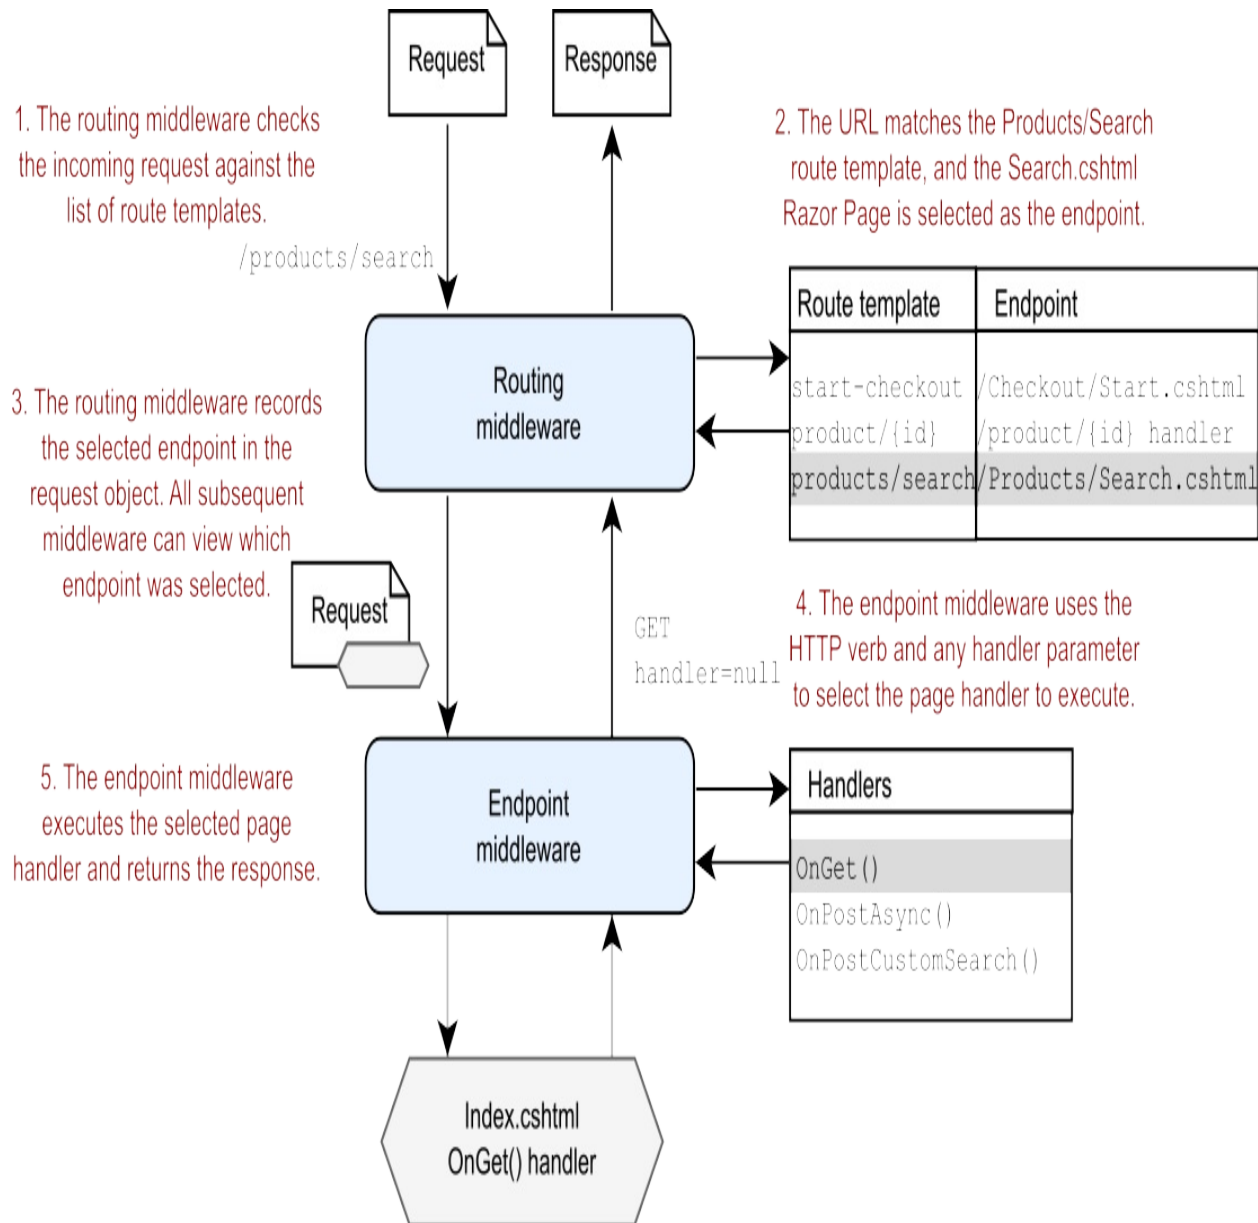 Request
Response
1. The routing middleware checks
the incoming request against the
list of route templates.
/products/search
2. The URL matches the Products/Search
route template, and the Search.cshtml
Razor Page is selected as the endpoint.
Route template
Endpoint
start-checkout
/Checkout/Start.cshtml
product/{id}
/product/{id} handler
products/search
/Products/Search.cshtml
Routing
middleware
3. The routing middleware records
the selected endpoint in the
request object. All subsequent
middleware can view which
endpoint was selected.
Request
GET
handler=null
4. The endpoint middleware uses the
HTTP verb and any handler parameter
to select the page handler to execute.
Endpoint
middleware
Handlers
OnGet()
OnPostAsync()
OnPostCustomSearch()
5. The endpoint middleware
executes the selected page
handler and returns the response.
Index.cshtml
OnGet() handler